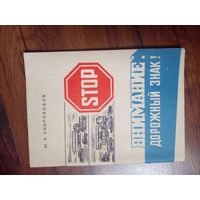 Ю. А. СКОРОХОДОВ
STOP
ВНИМАНИЕ:
ДОРОЖНЫЙ ЗНАК!